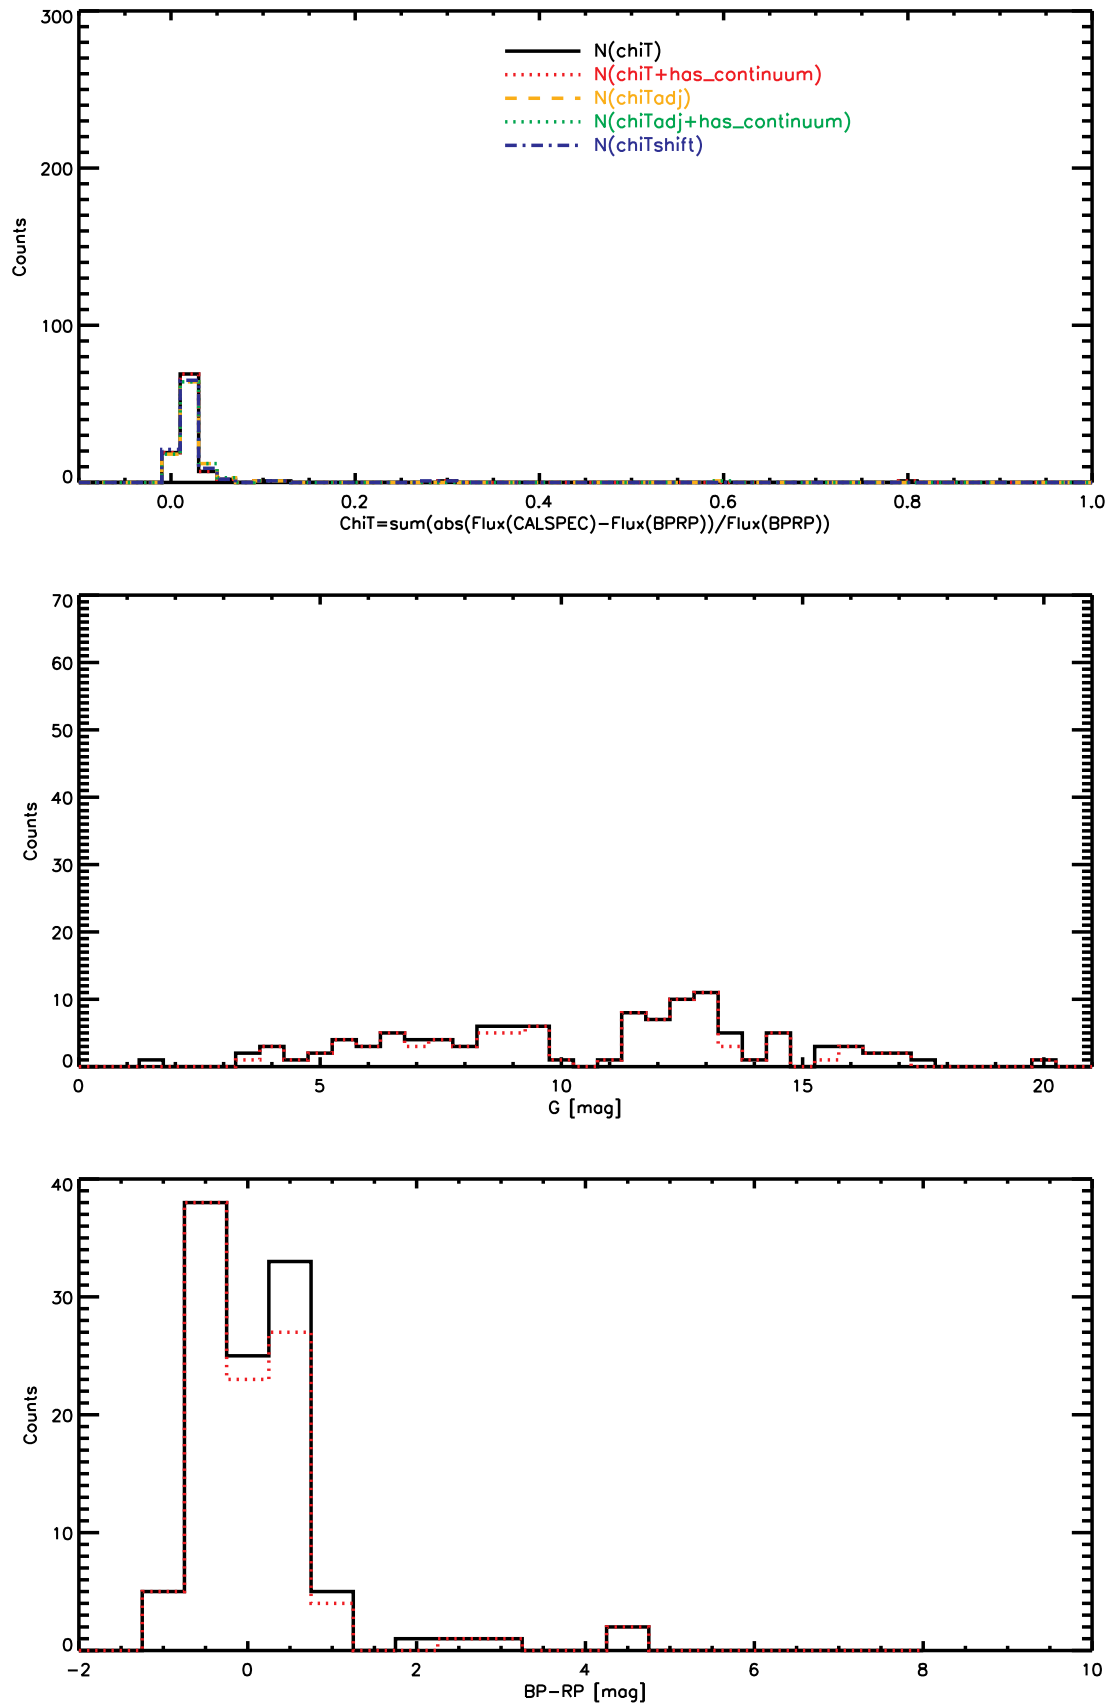 300
N(chiT)
N(chiT+has_continuum)
N(chiTadj)
N(chiTadj+has_continuum)
N(chiTshift)
200
Counts
100
0
0.0 0.2 0.4 0.6 0.8 1.0
ChiT=sum(abs(Flux(CALSPEC)-Flux(BPRP))/Flux(BPRP))
70
60
50
40
Counts
30
20
10
0
0 5 10 15 20
G [mag]
40
30
Counts
20
10
0
-2 0 2 4 6 8 10
BP-RP [mag]